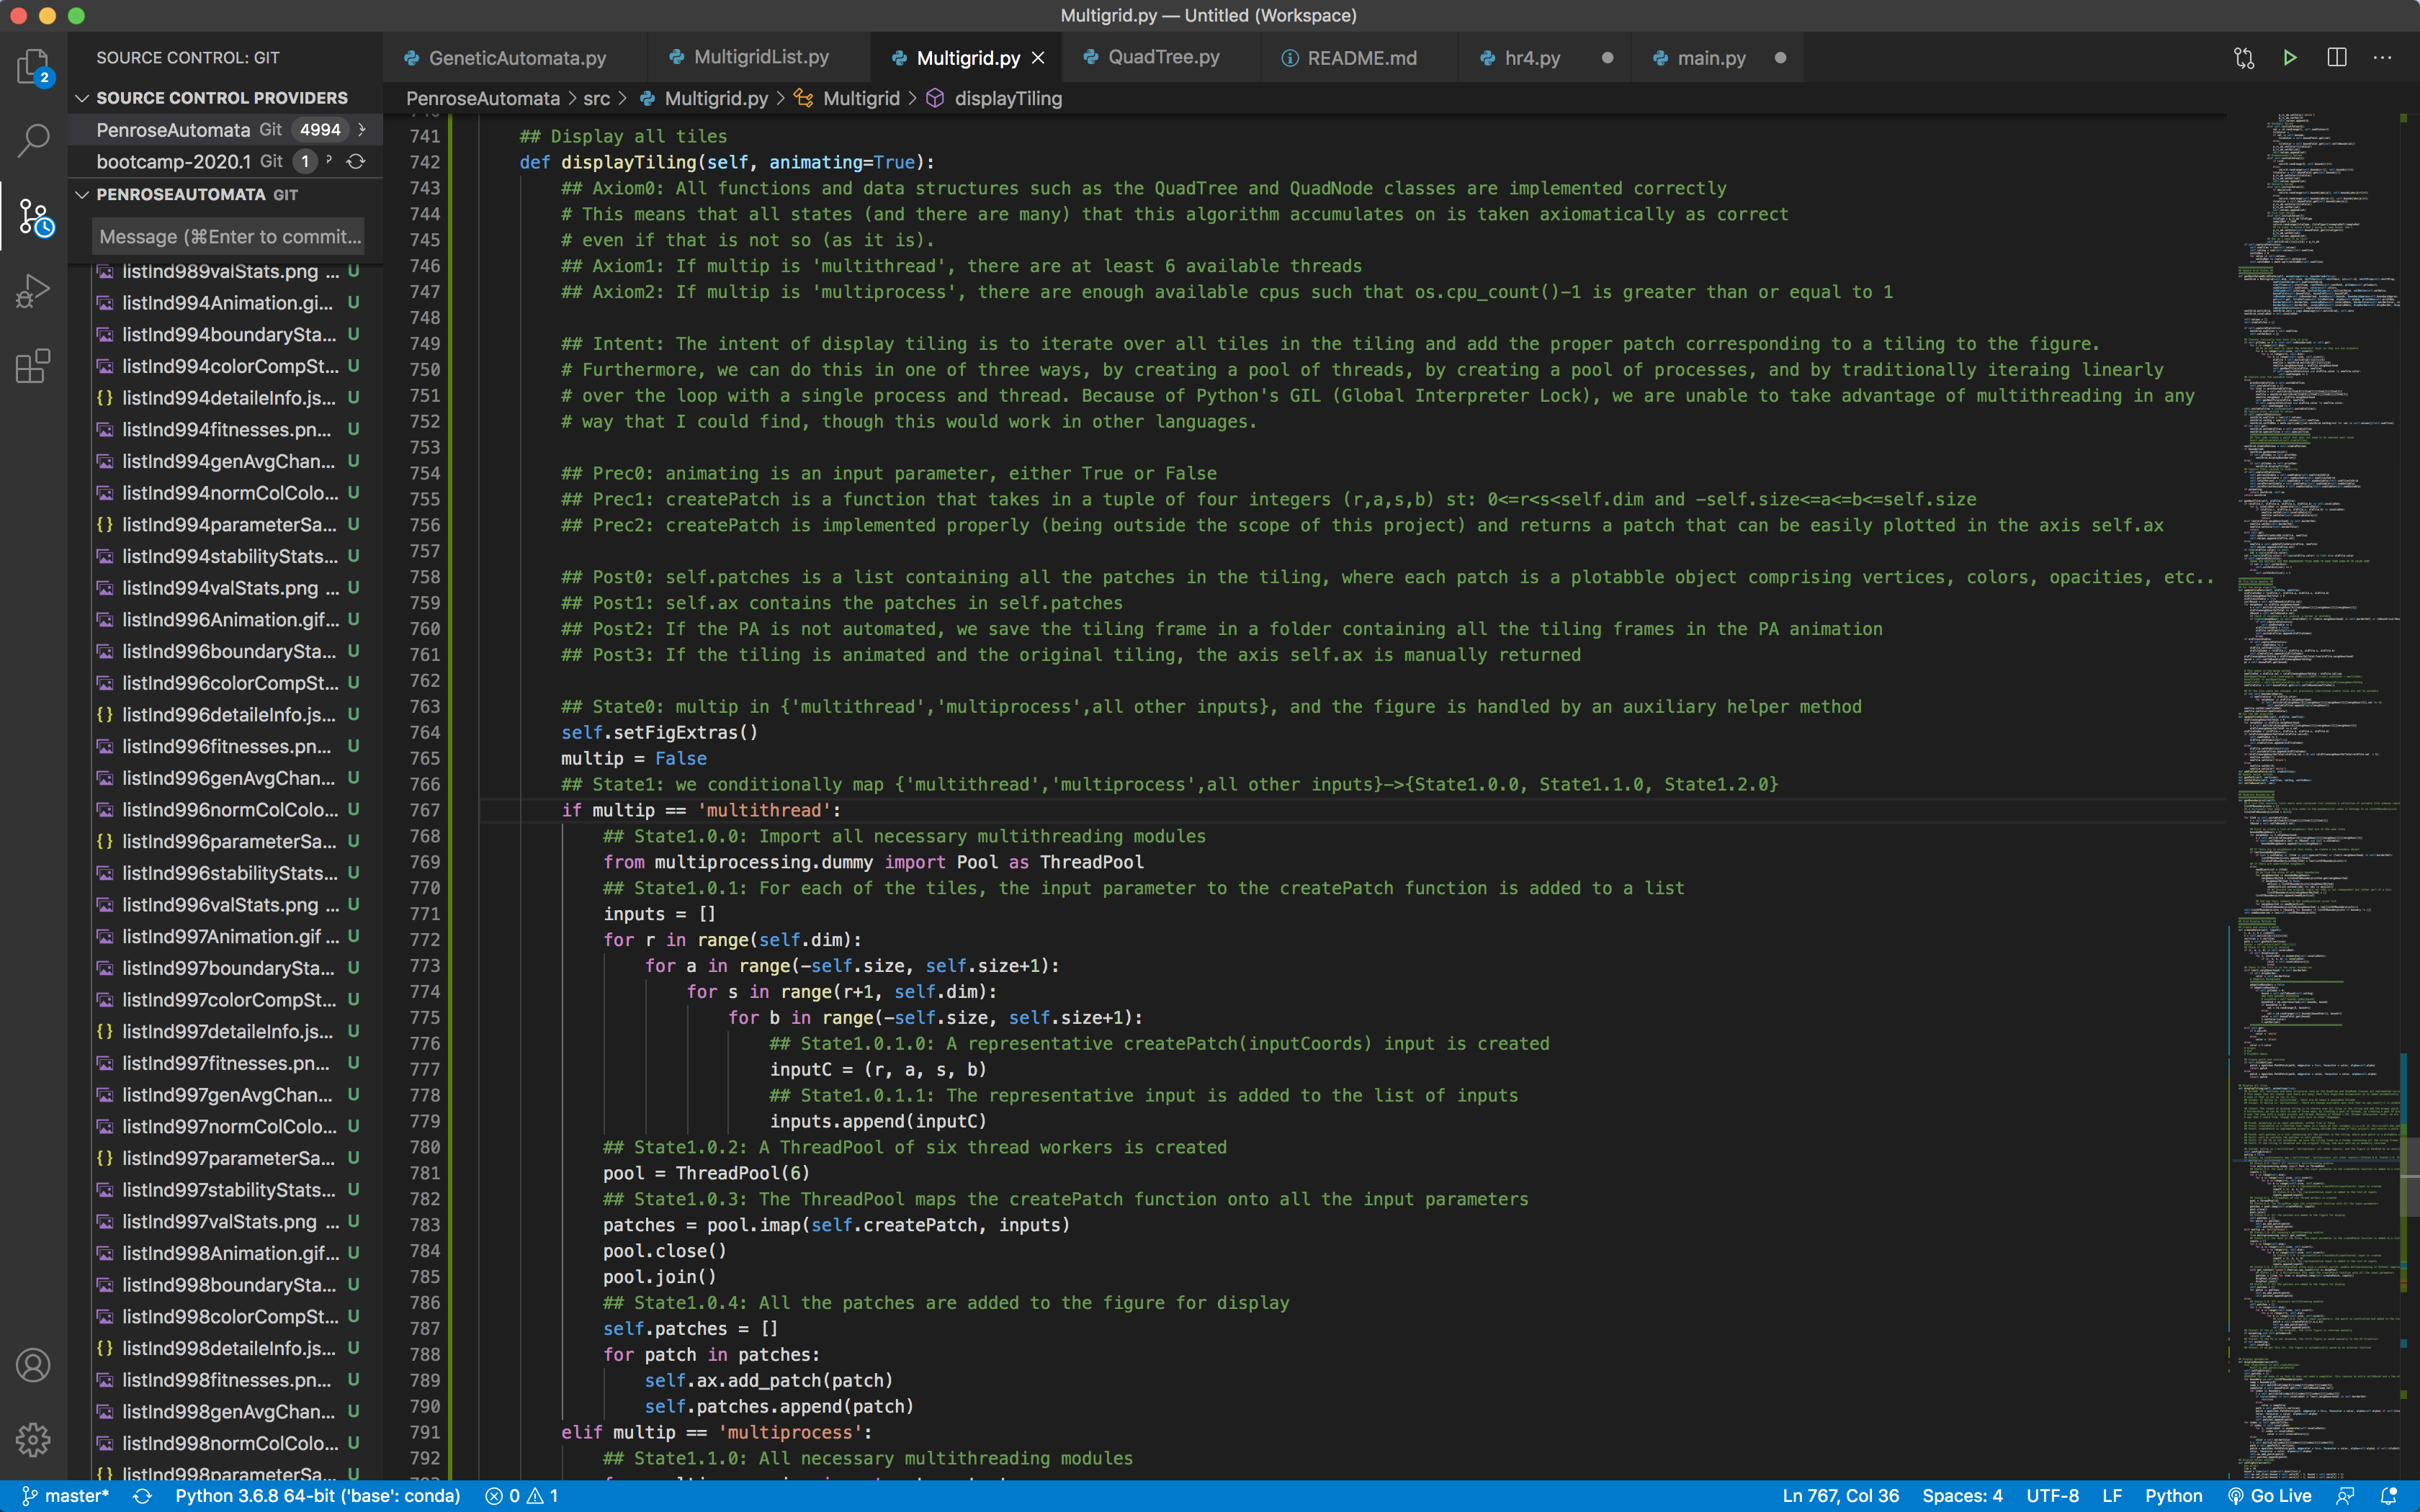 Multigrid.py — Untitled (Workspace)
2
SOURCE CONTROL: GIT
GeneticAutomata.py
MultigridList.py
Multigrid.py
QuadTree.py
README.md
hr4.py
main.py
SOURCE CONTROL PROVIDERS
PenroseAutomata Git 4994
bootcamp-2020.1 Git 1 ?
PENROSEAUTOMATA GIT
Message (⌘Enter to commit...
listInd989valStats.png ... U
listInd994Animation.gi... U
listInd994boundarySta... U
listInd994colorCompSt... U
{} listInd994detaileInfo.js... U
listInd994fitnesses.pn... U
listInd994genAvgChan... U
listInd994normColColo... U
{} listInd994parameterSa... U
listInd994stabilityStats... U
listInd994valStats.png ... U
listInd996Animation.gif... U
listInd996boundarySta... U
listInd996colorCompSt... U
{} listInd996detaileInfo.js... U
listInd996fitnesses.pn... U
listInd996genAvgChan... U
listInd996normColColo... U
{} listInd996parameterSa... U
listInd996stabilityStats... U
listInd996valStats.png ... U
listInd997Animation.gif ... U
listInd997boundarySta... U
listInd997colorCompSt... U
{} listInd997detaileInfo.js... U
listInd997fitnesses.pn... U
listInd997genAvgChan... U
listInd997normColColo... U
{} listInd997parameterSa... U
listInd997stabilityStats... U
listInd997valStats.png ... U
listInd998Animation.gif... U
listInd998boundarySta... U
listInd998colorCompSt... U
{} listInd998detaileInfo.js... U
listInd998fitnesses.pn... U
listInd998genAvgChan... U
listInd998normColColo... U
{} listInd998parameterSa... U
PenroseAutomata > src > Multigrid.py > Multigrid > displayTiling
741 ## Display all tiles
742 def displayTiling(self, animating=True):
743 ## Axiom0: All functions and data structures such as the QuadTree and QuadNode classes are implemented correctly
744 # This means that all states (and there are many) that this algorithm accumulates on is taken axiomatically as correct
745 # even if that is not so (as it is).
746 ## Axiom1: If multip is 'multithread', there are at least 6 available threads
747 ## Axiom2: If multip is 'multiprocess', there are enough available cpus such that os.cpu_count()-1 is greater than or equal to 1
748
749 ## Intent: The intent of display tiling is to iterate over all tiles in the tiling and add the proper patch corresponding to a tiling to the figure.
750 # Furthermore, we can do this in one of three ways, by creating a pool of threads, by creating a pool of processes, and by traditionally iteraing linearly
751 # over the loop with a single process and thread. Because of Python's GIL (Global Interpreter Lock), we are unable to take advantage of multithreading in any
752 # way that I could find, though this would work in other languages.
753
754 ## Prec0: animating is an input parameter, either True or False
755 ## Prec1: createPatch is a function that takes in a tuple of four integers (r,a,s,b) st: 0<=r<s<self.dim and -self.size<=a<=b<=self.size
756 ## Prec2: createPatch is implemented properly (being outside the scope of this project) and returns a patch that can be easily plotted in the axis self.ax
757
758 ## Post0: self.patches is a list containing all the patches in the tiling, where each patch is a plotabble object comprising vertices, colors, opacities, etc..
759 ## Post1: self.ax contains the patches in self.patches
760 ## Post2: If the PA is not automated, we save the tiling frame in a folder containing all the tiling frames in the PA animation
761 ## Post3: If the tiling is animated and the original tiling, the axis self.ax is manually returned
762
763 ## State0: multip in {'multithread','multiprocess',all other inputs}, and the figure is handled by an auxiliary helper method
764 self.setFigExtras()
765 multip = False
766 ## State1: we conditionally map {'multithread','multiprocess',all other inputs}->{State1.0.0, State1.1.0, State1.2.0}
767 if multip == 'multithread':
768 ## State1.0.0: Import all necessary multithreading modules
769 from multiprocessing.dummy import Pool as ThreadPool
770 ## State1.0.1: For each of the tiles, the input parameter to the createPatch function is added to a list
771 inputs = []
772 for r in range(self.dim):
773 for a in range(-self.size, self.size+1):
774 for s in range(r+1, self.dim):
775 for b in range(-self.size, self.size+1):
776 ## State1.0.1.0: A representative createPatch(inputCoords) input is created
777 inputC = (r, a, s, b)
778 ## State1.0.1.1: The representative input is added to the list of inputs
779 inputs.append(inputC)
780 ## State1.0.2: A ThreadPool of six thread workers is created
781 pool = ThreadPool(6)
782 ## State1.0.3: The ThreadPool maps the createPatch function onto all the input parameters
783 patches = pool.imap(self.createPatch, inputs)
784 pool.close()
785 pool.join()
786 ## State1.0.4: All the patches are added to the figure for display
787 self.patches = []
788 for patch in patches:
789 self.ax.add_patch(patch)
790 self.patches.append(patch)
791 elif multip == 'multiprocess':
792 ## State1.1.0: All necessary multithreading modules
master* Python 3.6.8 64-bit ('base': conda) 0 1 Ln 767, Col 36 Spaces: 4 UTF-8 LF Python Go Live